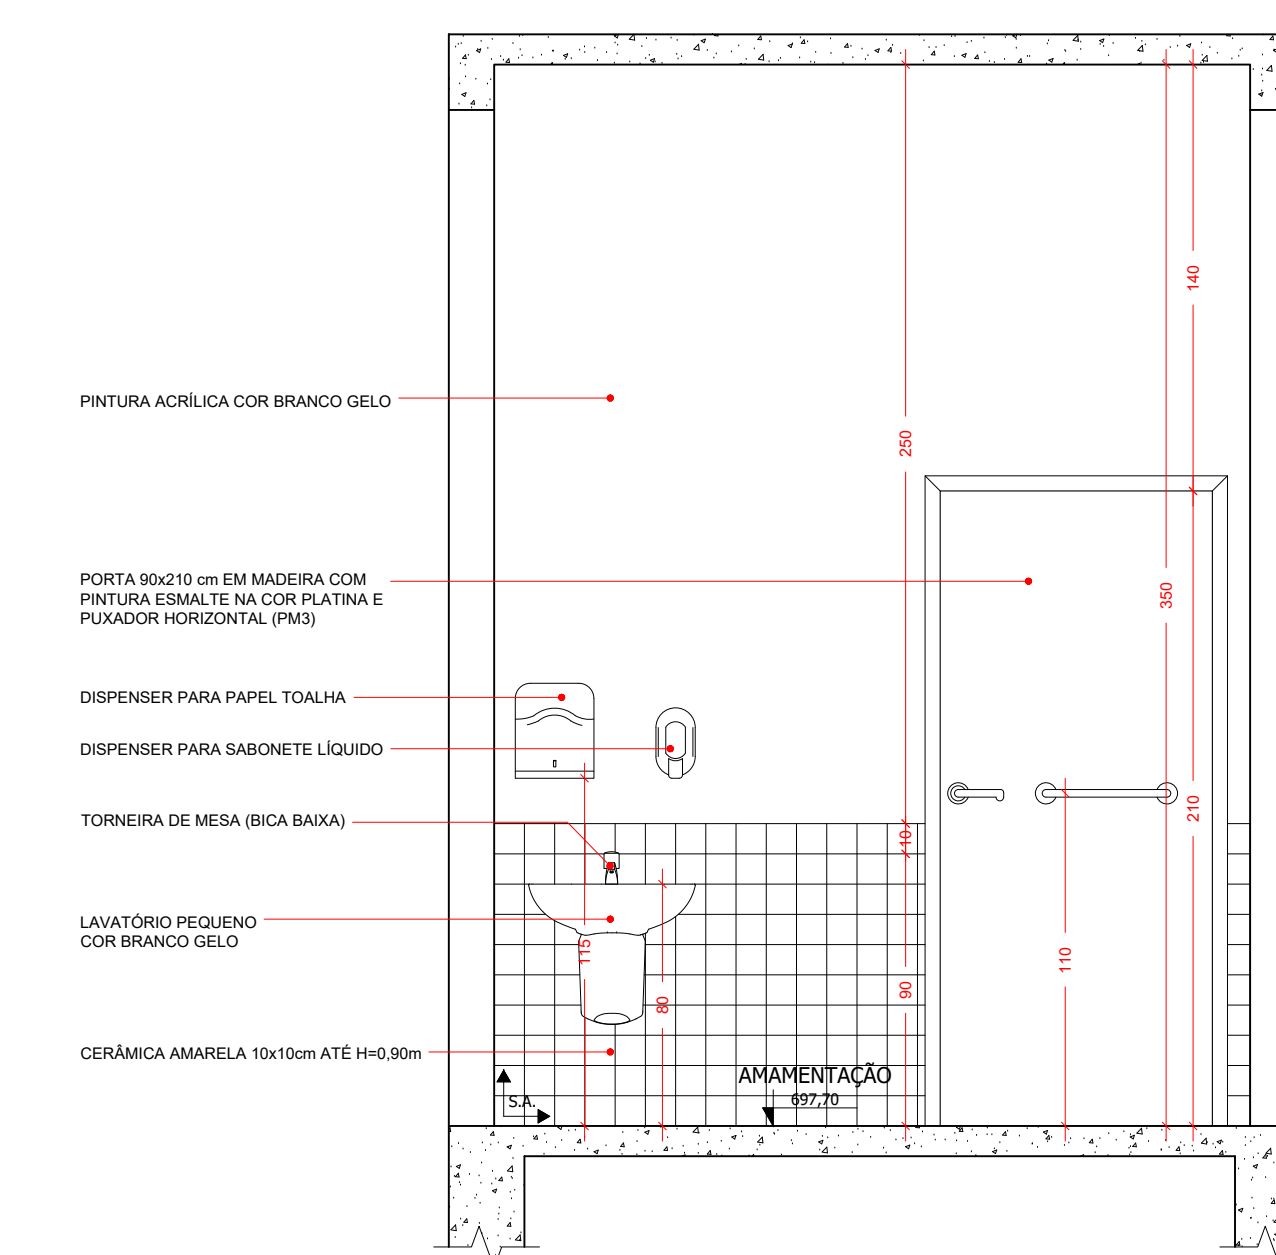 140
PINTURA ACRÍLICA COR BRANCO GELO
250
PORTA 90x210 cm EM MADEIRA COM
PINTURA ESMALTE NA COR PLATINA E
PUXADOR HORIZONTAL (PM3)
350
DISPENSER PARA PAPEL TOALHA
DISPENSER PARA SABONETE LÍQUIDO
210
TORNEIRA DE MESA (BICA BAIXA)
10
LAVATÓRIO PEQUENO
COR BRANCO GELO
115
110
90
80
CERÂMICA AMARELA 10x10cm ATÉ H=0,90m
AMAMENTAÇÃO
697,70
S.A.